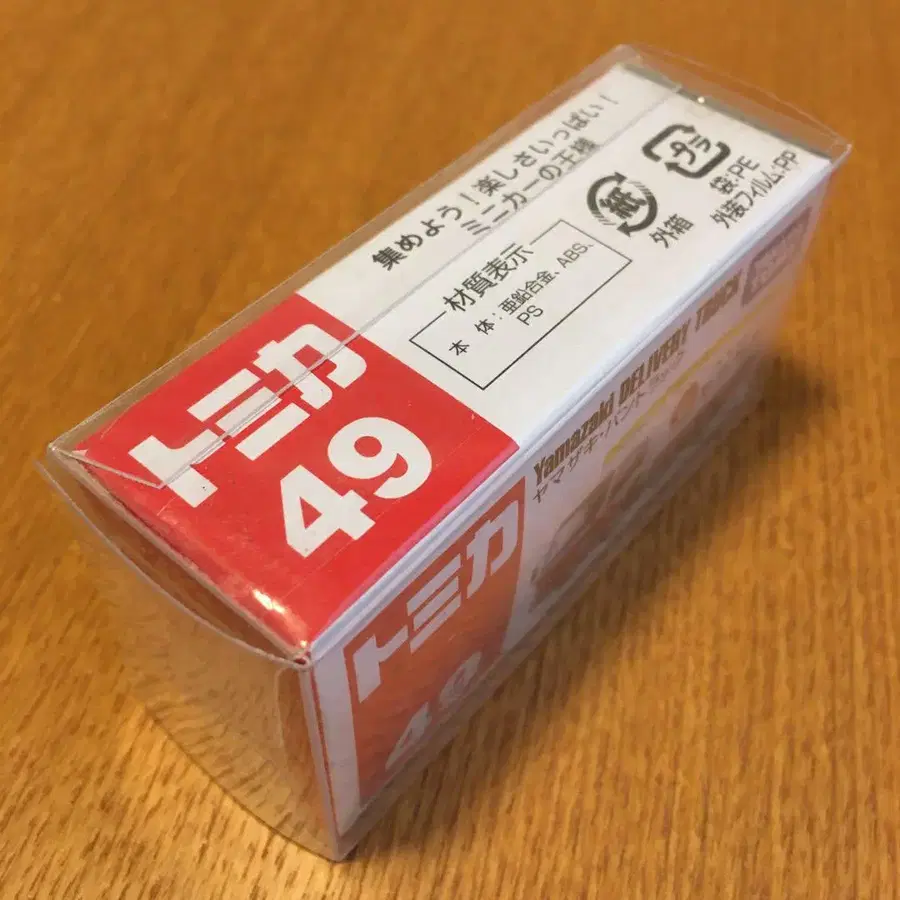 集めよう！楽しさいっぱい！
ミニカーの王様
トミカ
49
材質表示
本 体：亜鉛合金、ABS、
PS
紙
外箱
プラ
袋:PE
外装フィルム:PP
トミカ
49
Yamazaki DELIVERY TRUCK
ヤマザキ・パントラック